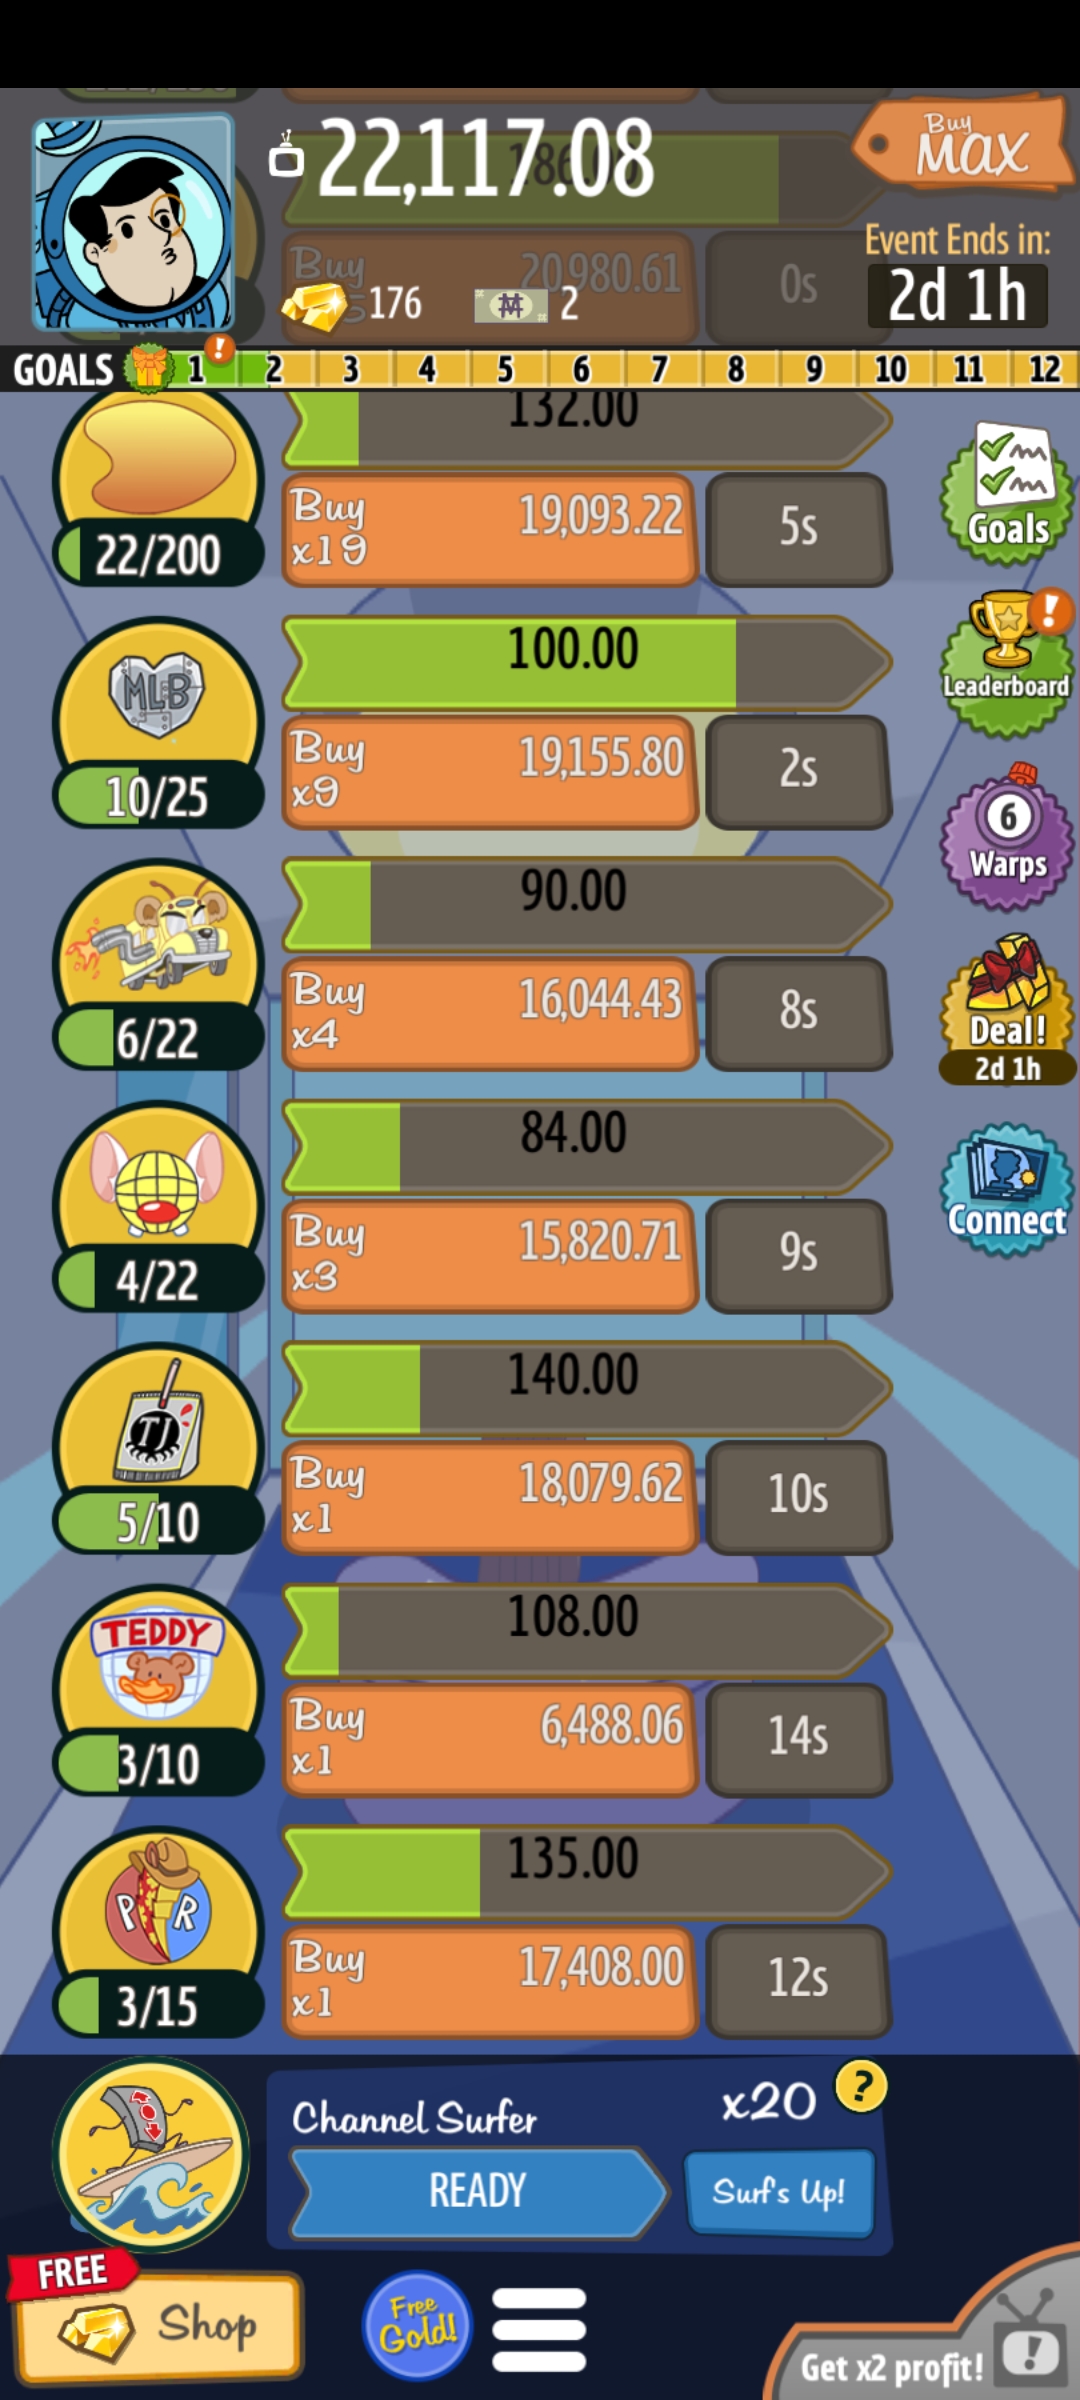 22,117.08
Buy MAX
186.0
Event Ends in:
2d 1h
Buy 20,980.61 0s
176 2
GOALS 1 ! 2 3 4 5 6 7 8 9 10 11 12
132.00
Buy x19 19,093.22 5s
22/200
Goals
100.00
MLB
Buy x9 19,155.80 2s
10/25
!
Leaderboard
90.00
Buy x4 16,044.43 8s
6/22
6
Warps
84.00
Buy x3 15,820.71 9s
4/22
Deal!
2d 1h
140.00
TJ
Buy x1 18,079.62 10s
5/10
Connect
108.00
TEDDY
Buy x1 6,488.06 14s
3/10
135.00
P R
Buy x1 17,408.00 12s
3/15
Channel Surfer x20 ?
READY Surf's Up!
FREE
Shop
Free Gold!
Get x2 profit! !